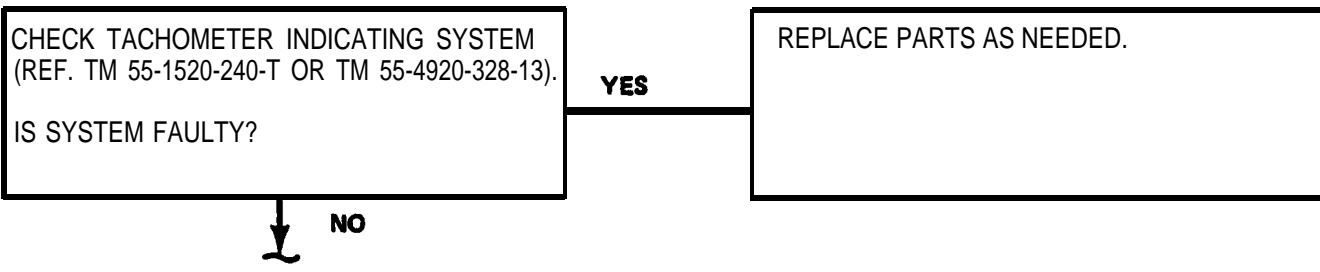 CHECK TACHOMETER INDICATING SYSTEM
(REF. TM 55-1520-240-T OR TM 55-4920-328-13).
IS SYSTEM FAULTY?
YES
REPLACE PARTS AS NEEDED.
NO